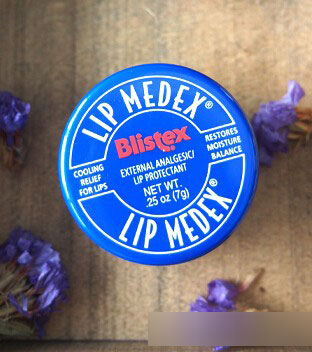 LIP MEDEX®
Blistex®
COOLING
RELIEF
FOR LIPS
EXTERNAL ANALGESIC/
LIP PROTECTANT
NET WT.
.25 oz (7g)
RESTORES
MOISTURE
BALANCE
LIP MEDEX®